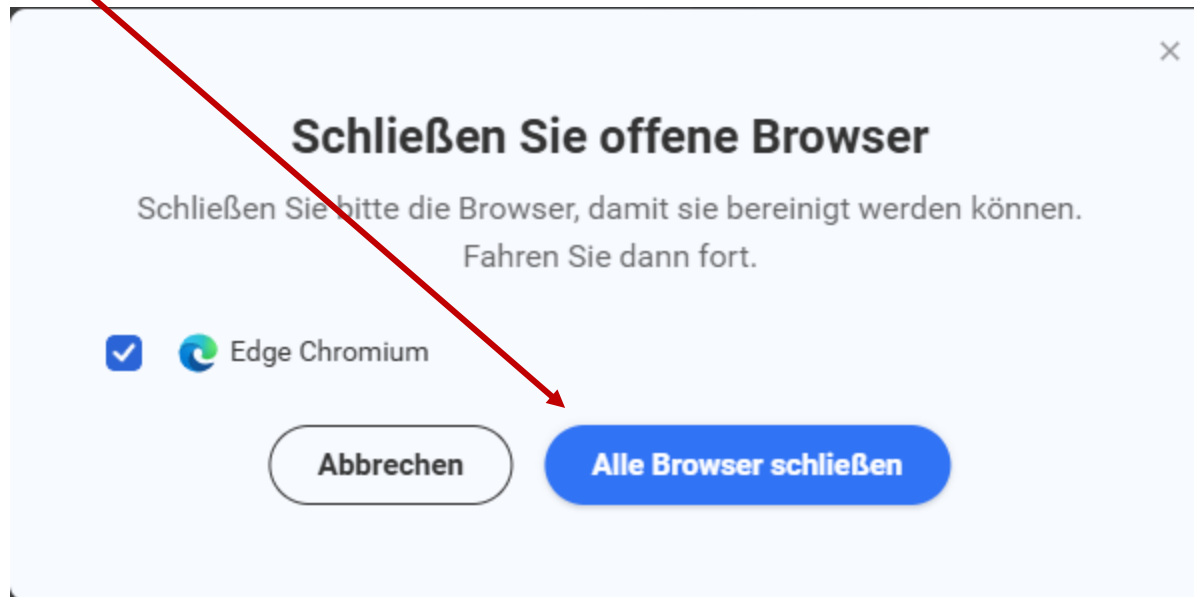 Schließen Sie offene Browser
Schließen Sie bitte die Browser, damit sie bereinigt werden können.
Fahren Sie dann fort.
Edge Chromium
Abbrechen
Alle Browser schließen